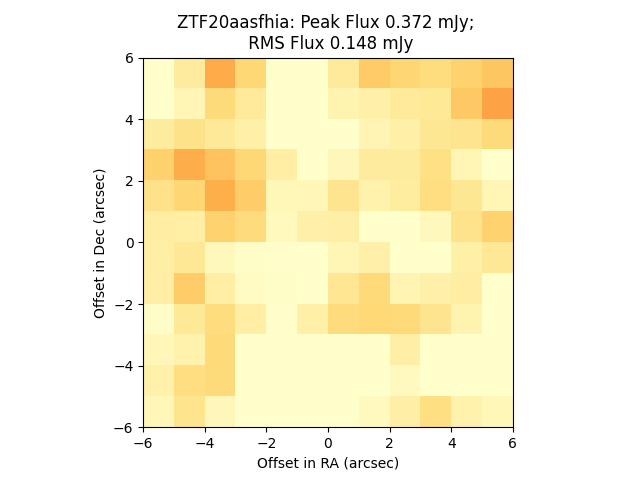 ZTF20aasfhia: Peak Flux 0.372 mJy;
RMS Flux 0.148 mJy
6
4
2
0
−2
−4
−6
Offset in Dec (arcsec)
−6 −4 −2 0 2 4 6
Offset in RA (arcsec)